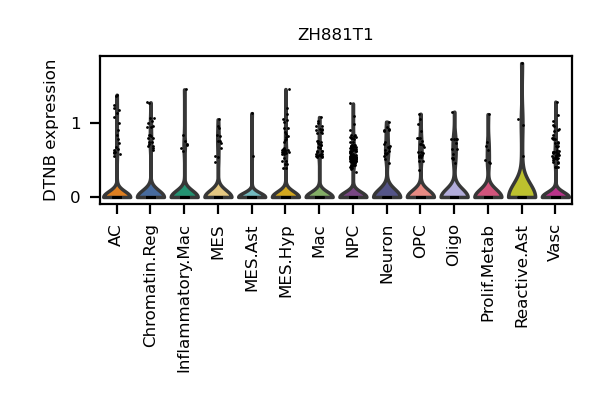 ZH881T1
DTNB expression
1
0
AC
Chromatin.Reg
Inflammatory.Mac
MES
MES.Ast
MES.Hyp
Mac
NPC
Neuron
OPC
Oligo
Prolif.Metab
Reactive.Ast
Vasc